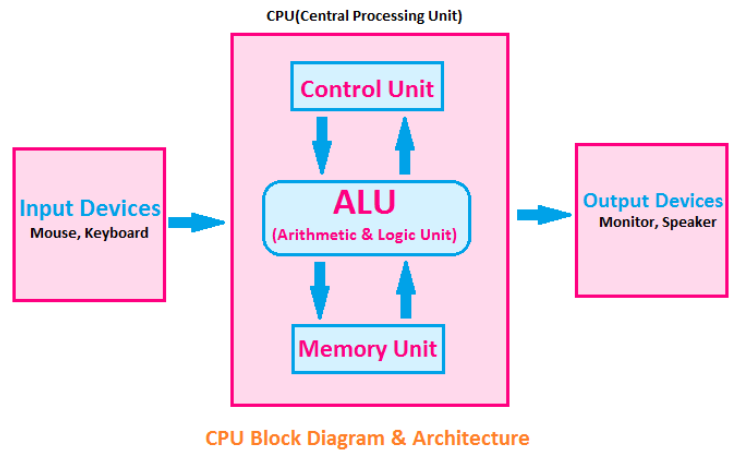 CPU(Central Processing Unit)
Control Unit
Input Devices
Mouse, Keyboard
ALU
(Arithmetic & Logic Unit)
Output Devices
Monitor, Speaker
Memory Unit
CPU Block Diagram & Architecture